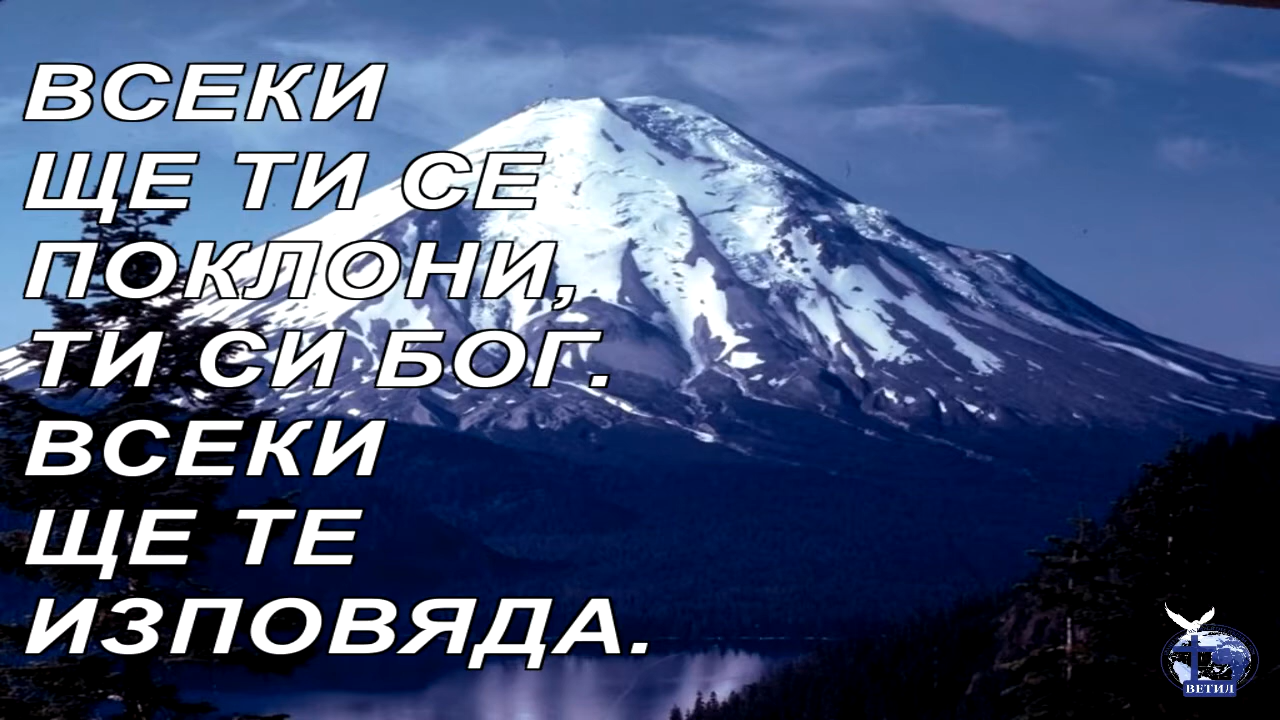 ВСЕКИ
ЩЕ ТИ СЕ
ПОКЛОНИ,
ТИ СИ БОГ.
ВСЕКИ
ЩЕ ТЕ
ИЗПОВЯДА.
ВЕТИЛ